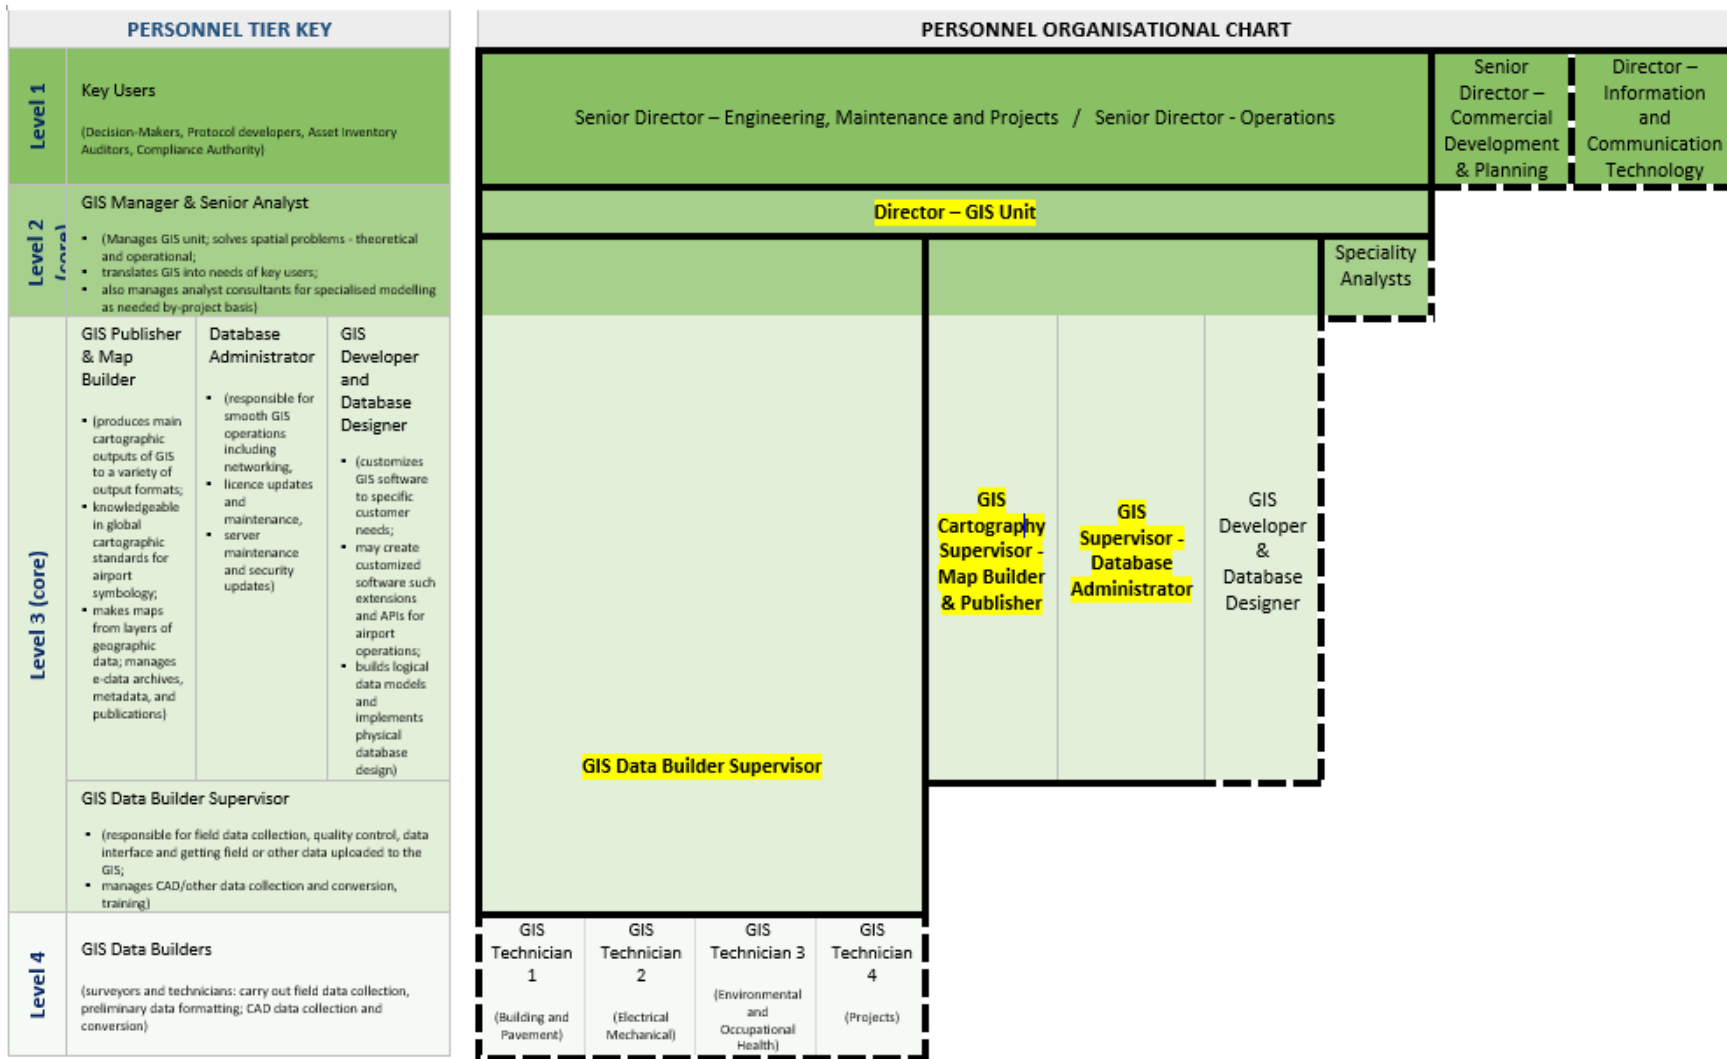 PERSONNEL TIER KEY
Level 1
Key Users
(Decision-Makers, Protocol developers, Asset Inventory
Auditors, Compliance Authority)
Level 2
(core)
GIS Manager & Senior Analyst
▪ (Manages GIS unit; solves spatial problems - theoretical
and operational;
▪ translates GIS into needs of key users;
▪ also manages analyst consultants for specialised modelling
as needed by-project basis)
Level 3 (core)
GIS Publisher
& Map
Builder
▪ (produces main
cartographic
outputs of GIS
to a variety of
output formats;
▪ knowledgeable
in global
cartographic
standards for
airport
symbology;
▪ makes maps
from layers of
geographic
data; manages
e-data archives,
metadata, and
publications)
Database
Administrator
▪ (responsible for
smooth GIS
operations
including
networking,
▪ licence updates
and
maintenance,
▪ server
maintenance
and security
updates)
GIS
Developer
and
Database
Designer
▪ (customizes
GIS software
to specific
customer
needs;
▪ may create
customized
software such
extensions
and APIs for
airport
operations;
▪ builds logical
data models
and
implements
physical
database
design)
GIS Data Builder Supervisor
▪ (responsible for field data collection, quality control, data
interface and getting field or other data uploaded to the
GIS;
▪ manages CAD/other data collection and conversion,
training)
Level 4
GIS Data Builders
(surveyors and technicians: carry out field data collection,
preliminary data formatting; CAD data collection and
conversion)
PERSONNEL ORGANISATIONAL CHART
Senior Director – Engineering, Maintenance and Projects / Senior Director - Operations
Senior
Director –
Commercial
Development
& Planning
Director –
Information
and
Communication
Technology
Director – GIS Unit
Speciality
Analysts
GIS Data Builder Supervisor
GIS
Cartography
Supervisor -
Map Builder
& Publisher
GIS
Supervisor -
Database
Administrator
GIS
Developer
&
Database
Designer
GIS
Technician
1
(Building and
Pavement)
GIS
Technician
2
(Electrical
Mechanical)
GIS
Technician 3
(Environmental
and
Occupational
Health)
GIS
Technician
4
(Projects)